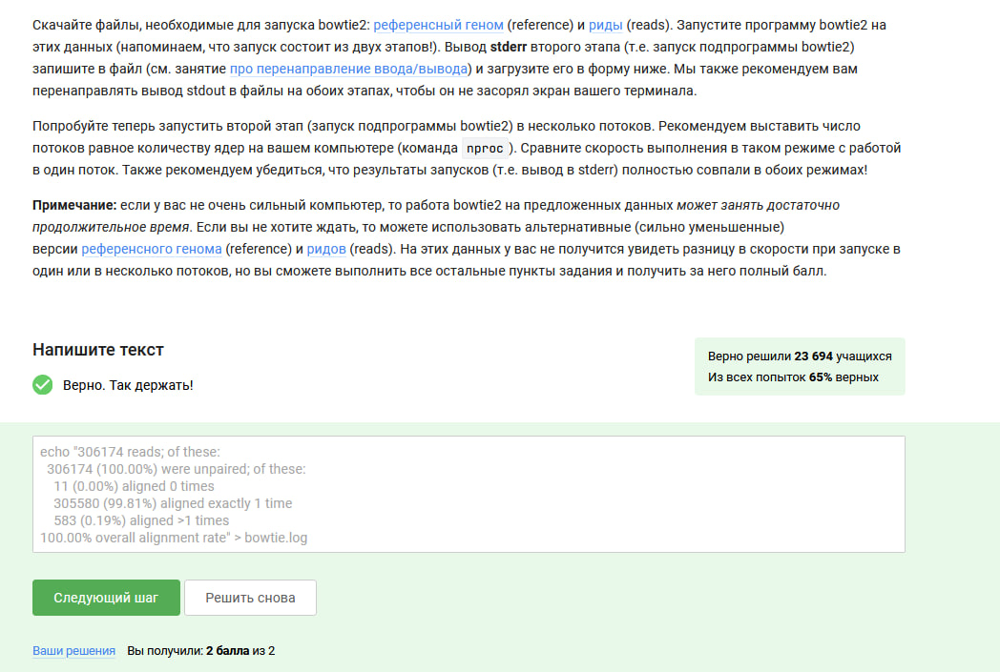 Скачайте файлы, необходимые для запуска bowtie2: референсный геном (reference) и риды (reads). Запустите программу bowtie2 на
этих данных (напоминаем, что запуск состоит из двух этапов!). Вывод stderr второго этапа (т.е. запуск подпрограммы bowtie2)
запишите в файл (см. занятие про перенаправление ввода/вывода) и загрузите его в форму ниже. Мы также рекомендуем вам
перенаправлять вывод stdout в файлы на обоих этапах, чтобы он не засорял экран вашего терминала.
Попробуйте теперь запустить второй этап (запуск подпрограммы bowtie2) в несколько потоков. Рекомендуем выставить число
потоков равное количеству ядер на вашем компьютере (команда nproc ). Сравните скорость выполнения в таком режиме с работой
в один поток. Также рекомендуем убедиться, что результаты запусков (т.е. вывод в stderr) полностью совпали в обоих режимах!
Примечание: если у вас не очень сильный компьютер, то работа bowtie2 на предложенных данных может занять достаточно
продолжительное время. Если вы не хотите ждать, то можете использовать альтернативные (сильно уменьшенные)
версии референсного генома (reference) и ридов (reads). На этих данных у вас не получится увидеть разницу в скорости при запуске в
один или в несколько потоков, но вы сможете выполнить все остальные пункты задания и получить за него полный балл.
Напишите текст
Верно решили 23 694 учащихся
Из всех попыток 65% верных
Верно. Так держать!
echo "306174 reads; of these:
306174 (100.00%) were unpaired; of these:
11 (0.00%) aligned 0 times
305580 (99.81%) aligned exactly 1 time
583 (0.19%) aligned >1 times
100.00% overall alignment rate" > bowtie.log
Следующий шаг
Решить снова
Ваши решения Вы получили: 2 балла из 2